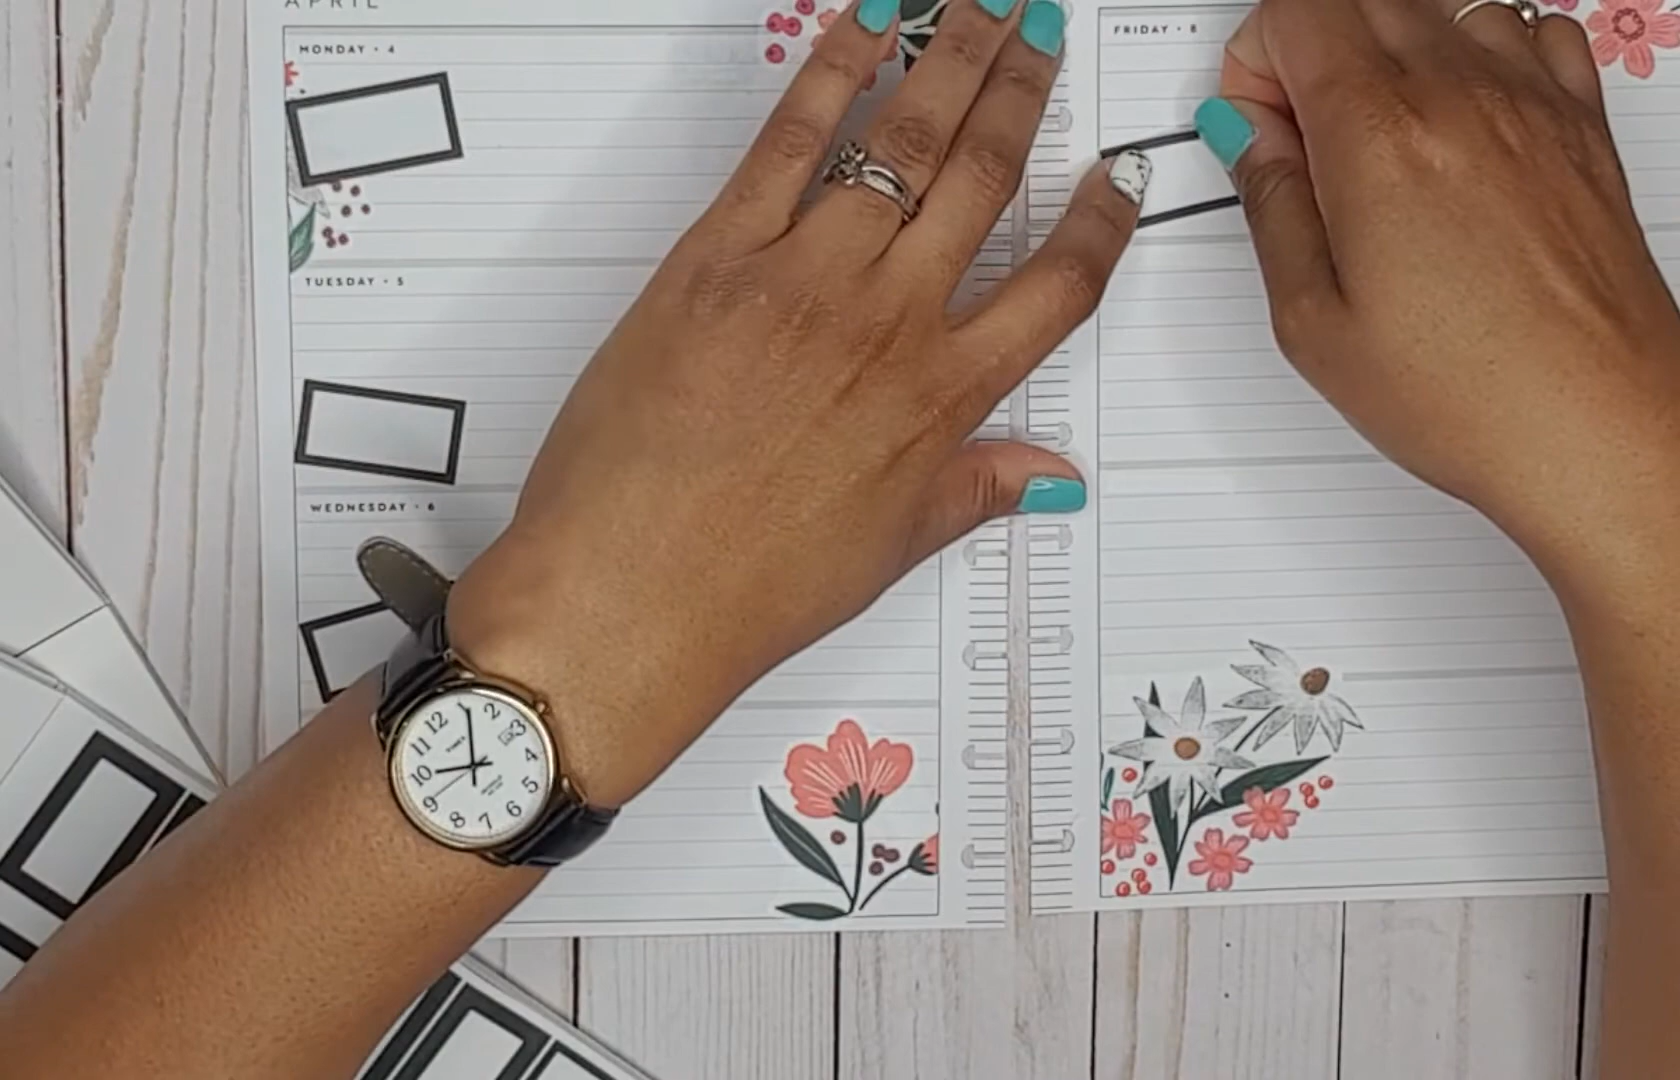 APRIL
MONDAY • 4
TUESDAY • 5
WEDNESDAY • 6
FRIDAY • 8
12
2
3
4
5
6
7
8
9
10
11